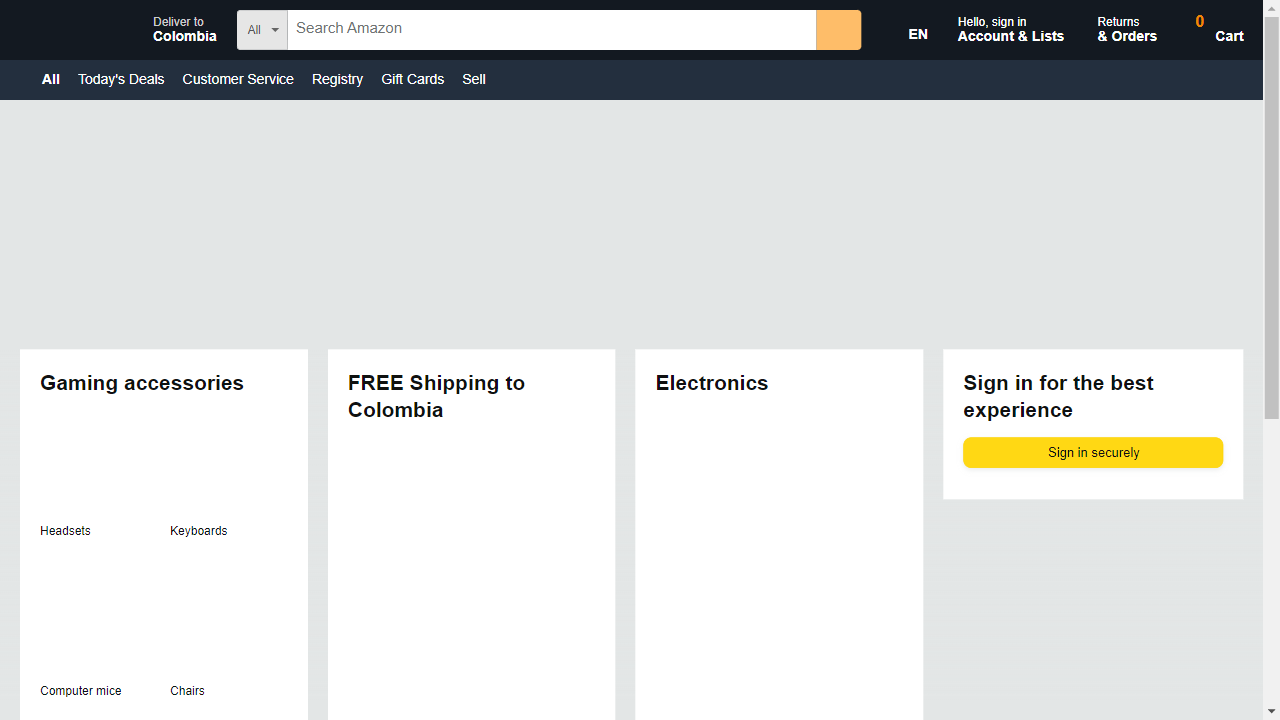 Deliver to
Colombia
All
Search Amazon
EN
Hello, sign in
Account & Lists
Returns
& Orders
0
Cart
All
Today's Deals
Customer Service
Registry
Gift Cards
Sell
Gaming accessories
Headsets
Keyboards
Computer mice
Chairs
FREE Shipping to
Colombia
Electronics
Sign in for the best
experience
Sign in securely